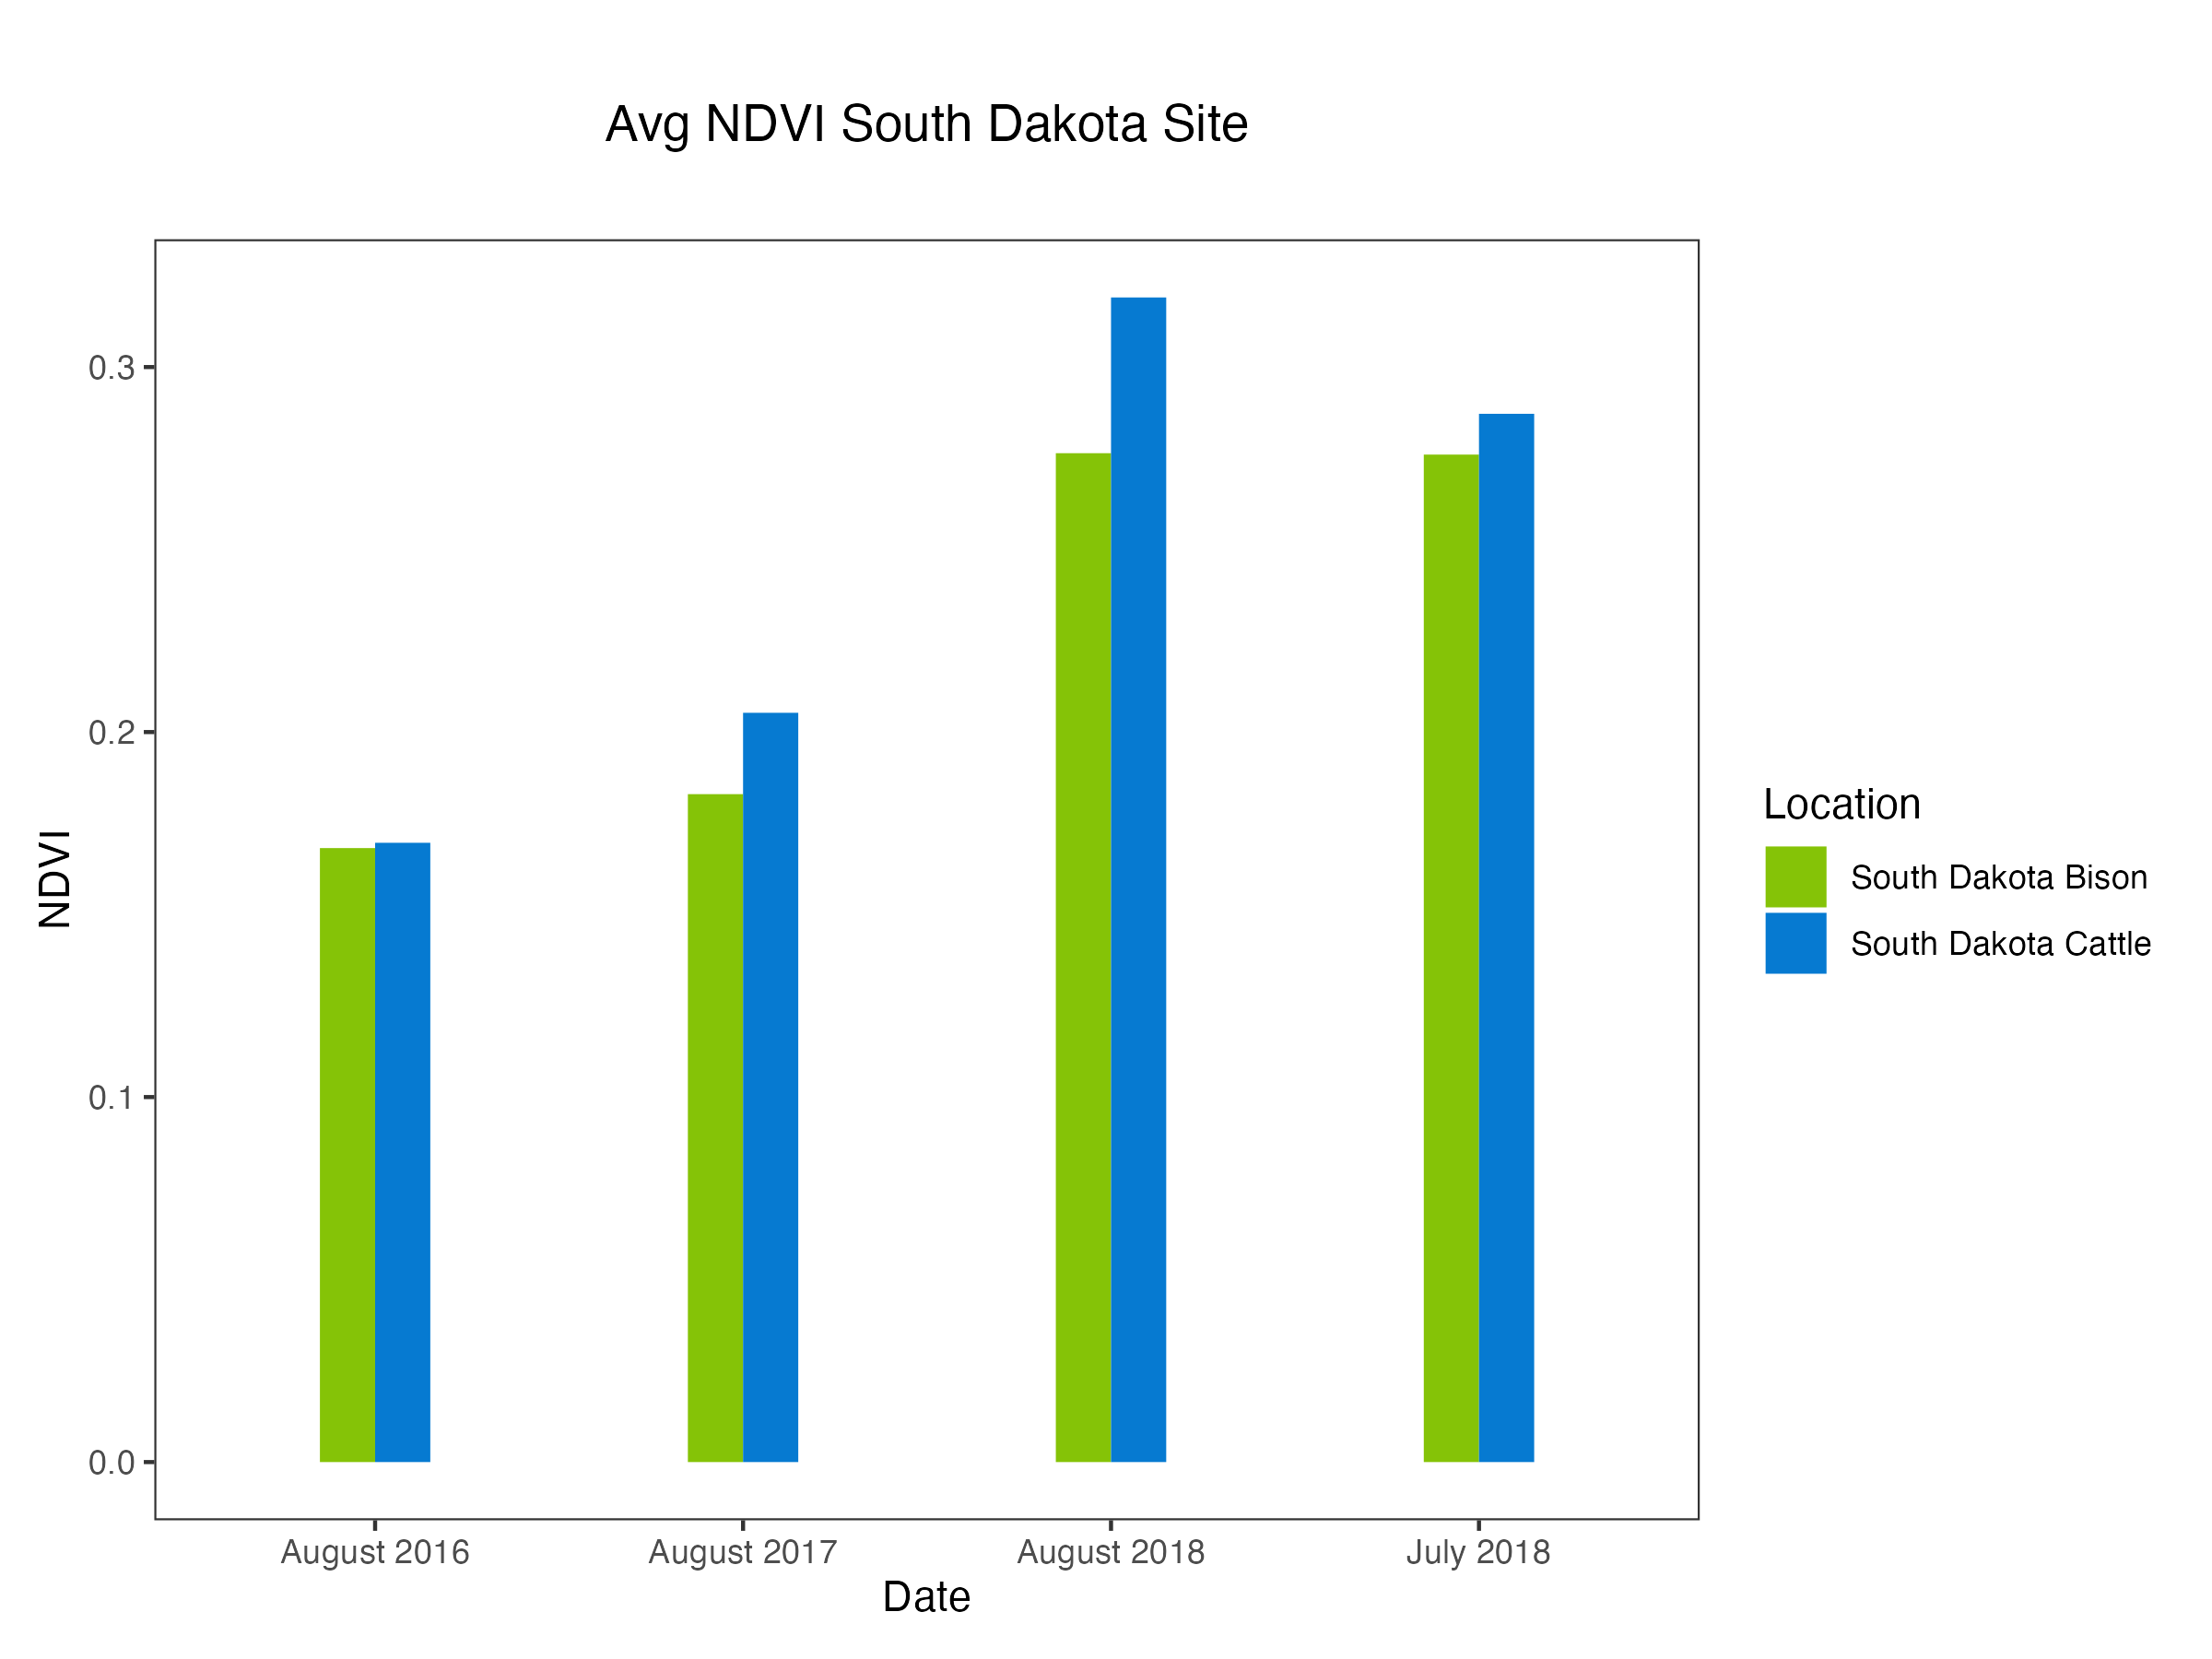 Avg NDVI South Dakota Site
NDVI
0.3
0.2
0.1
0.0
August 2016
August 2017
August 2018
July 2018
Date
Location
South Dakota Bison
South Dakota Cattle